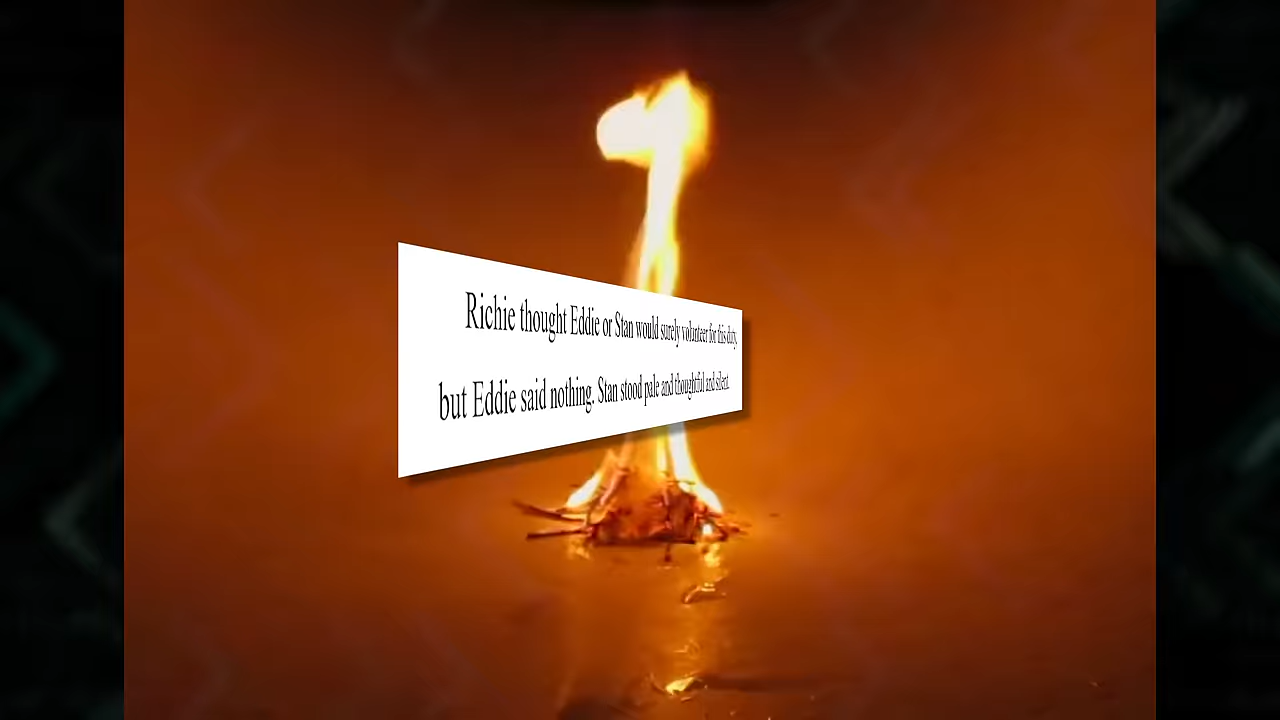 Richie thought Eddie or Stan would surely volunteer for this duty,
but Eddie said nothing. Stan stood pale and thoughtful and silent.